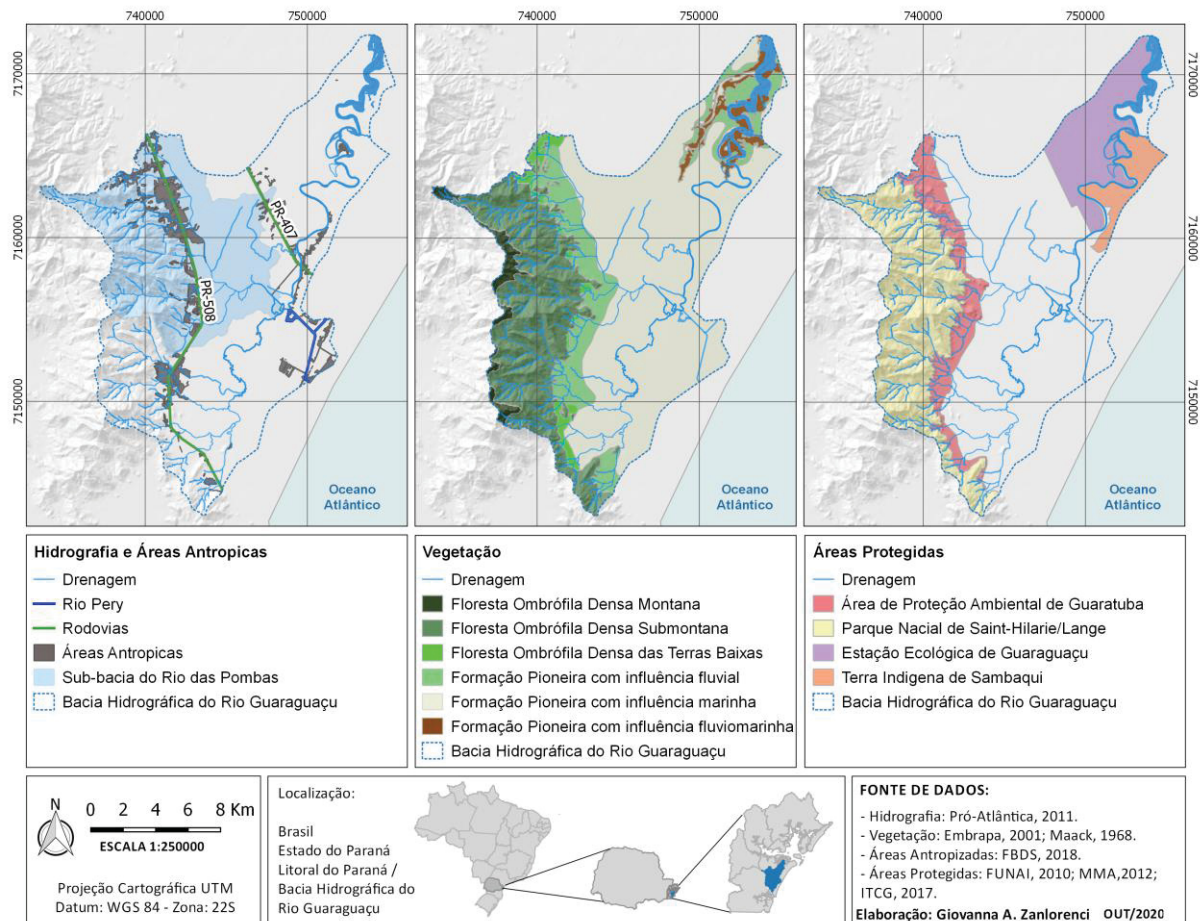 740000 750000 740000 750000 740000 750000
7170000 7170000
7160000 7160000
7150000 7150000
PR-407
PR-508
Oceano
Atlântico
Oceano
Atlântico
Oceano
Atlântico
Hidrografia e Áreas Antropicas
Drenagem
Rio Pery
Rodovias
Áreas Antropicas
Sub-bacia do Rio das Pombas
Bacia Hidrográfica do Rio Guaraguaçu
Vegetação
Drenagem
Floresta Ombrófila Densa Montana
Floresta Ombrófila Densa Submontana
Floresta Ombrófila Densa das Terras Baixas
Formação Pioneira com influência fluvial
Formação Pioneira com influência marinha
Formação Pioneira com influência fluviomarinha
Bacia Hidrográfica do Rio Guaraguaçu
Áreas Protegidas
Drenagem
Área de Proteção Ambiental de Guaratuba
Parque Nacial de Saint-Hilarie/Lange
Estação Ecológica de Guaraguaçu
Terra Indigena de Sambaqui
Bacia Hidrográfica do Rio Guaraguaçu
N
0 2 4 6 8 Km
ESCALA 1:250000
Projeção Cartográfica UTM
Datum: WGS 84 - Zona: 22S
Localização:
Brasil
Estado do Paraná
Litoral do Paraná /
Bacia Hidrográfica do
Rio Guaraguaçu
FONTE DE DADOS:
- Hidrografia: Pró-Atlântica, 2011.
- Vegetação: Embrapa, 2001; Maack, 1968.
- Áreas Antropizadas: FBDS, 2018.
- Áreas Protegidas: FUNAI, 2010; MMA,2012;
ITCG, 2017.
Elaboração: Giovanna A. Zanlorenci OUT/2020